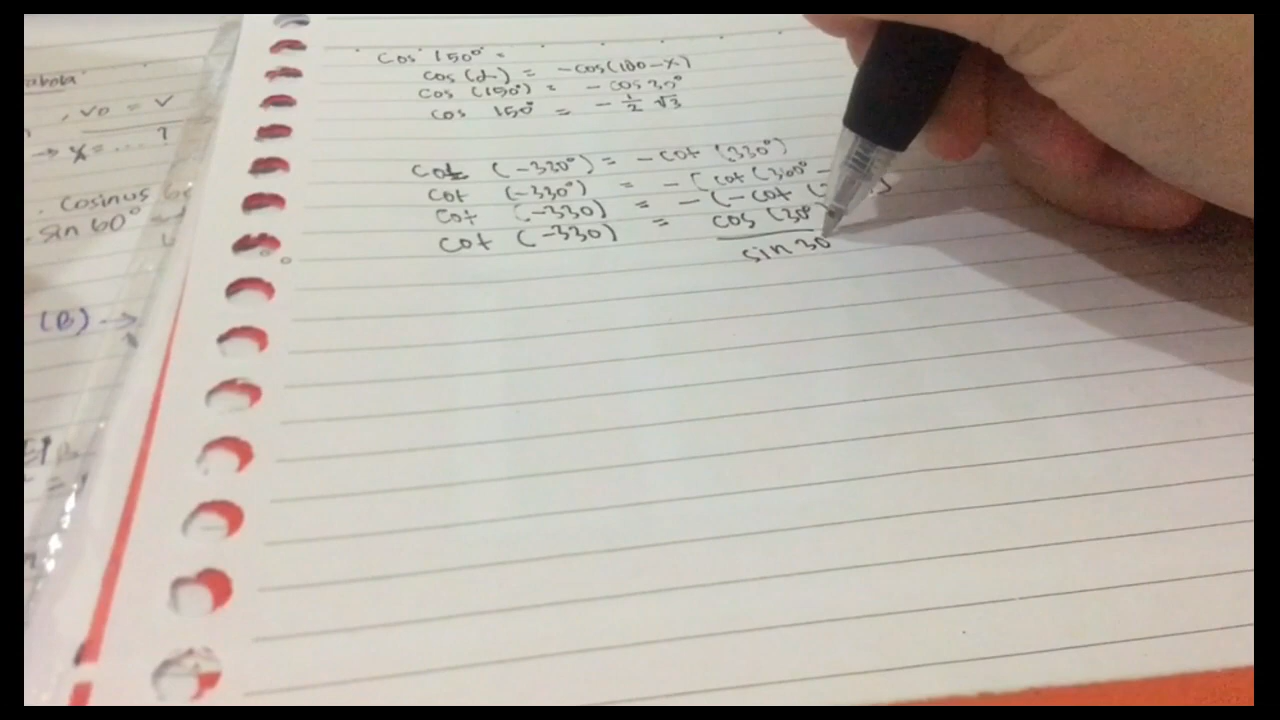 cos 150° =
cos (α) = -cos(180-x)
cos (150°) = - cos 30°
cos 150° = - 1/2 √3
cot (-330°) = -cot (330°)
cot (-330°) = - (cot (360° -
cot (-330) = - (- cot (
cot (-330) = cos (30°)
sin 30
, vo = v
→ x = .... ?
. cosinus
. sin 60°
(B) →